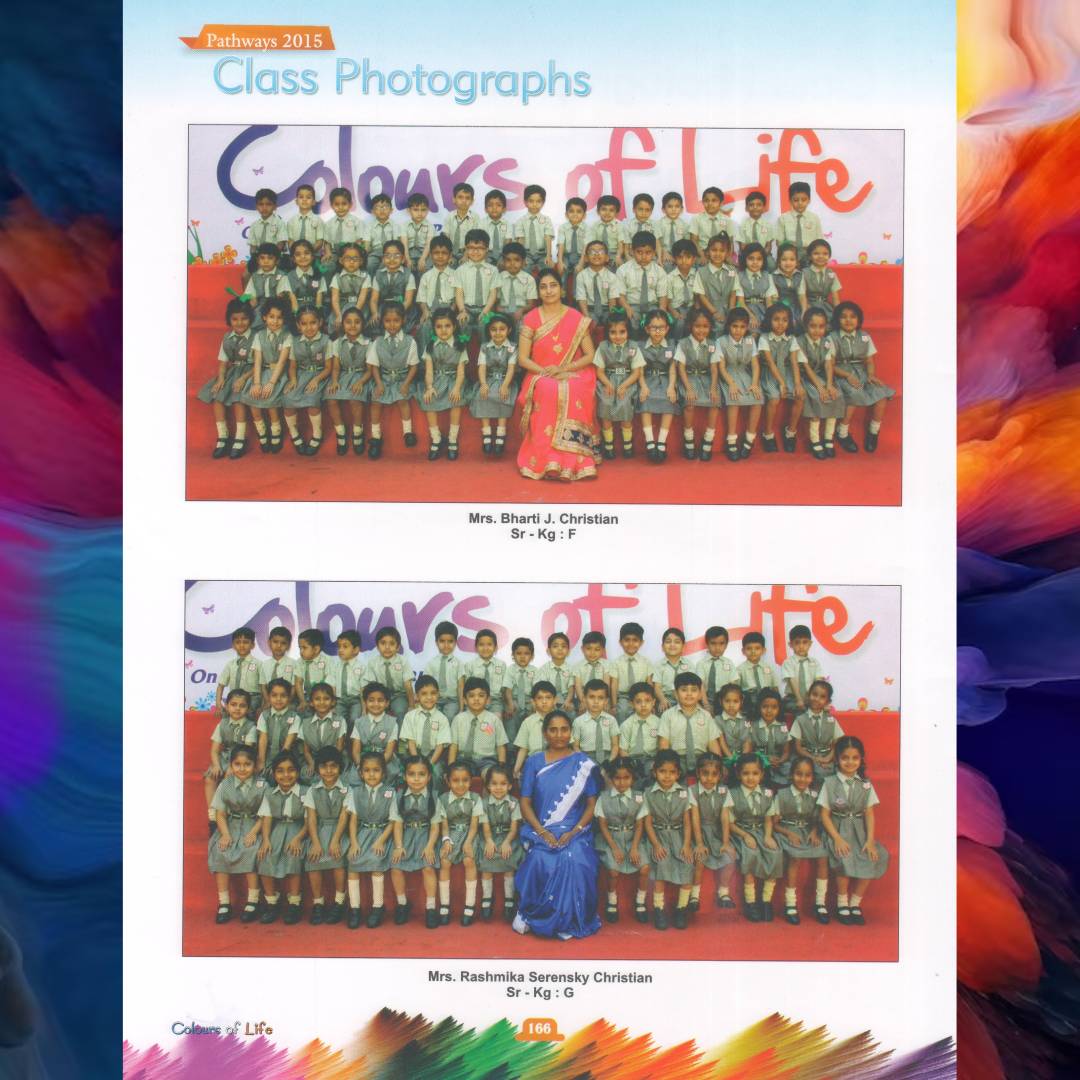 Pathways 2015
Class Photographs
Colours of Life
Mrs. Bharti J. Christian
Sr - Kg : F
Colours of Life
On
Mrs. Rashmika Serensky Christian
Sr - Kg : G
Colours of Life
166